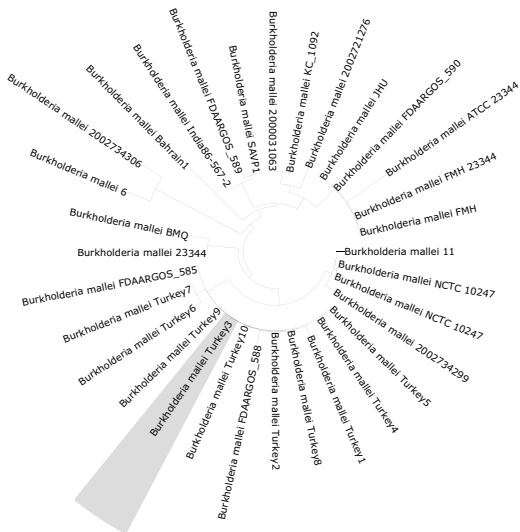 Burkholderia mallei 2000031063
Burkholderia mallei KC_1092
Burkholderia mallei 2002721276
Burkholderia mallei JHU
Burkholderia mallei FDAARGOS_590
Burkholderia mallei ATCC 23344
Burkholderia mallei FMH 23344
Burkholderia mallei FMH
Burkholderia mallei 11
Burkholderia mallei NCTC 10247
Burkholderia mallei NCTC 10247
Burkholderia mallei 2002734299
Burkholderia mallei Turkey5
Burkholderia mallei Turkey4
Burkholderia mallei Turkey1
Burkholderia mallei Turkey8
Burkholderia mallei Turkey2
Burkholderia mallei FDAARGOS_588
Burkholderia mallei Turkey10
Burkholderia mallei Turkey3
Burkholderia mallei Turkey9
Burkholderia mallei Turkey6
Burkholderia mallei Turkey7
Burkholderia mallei FDAARGOS_585
Burkholderia mallei 23344
Burkholderia mallei BMQ
Burkholderia mallei 6
Burkholderia mallei 2002734306
Burkholderia mallei Bahrain1
Burkholderia mallei India86-567-2
Burkholderia mallei FDAARGOS_589
Burkholderia mallei SAVP1